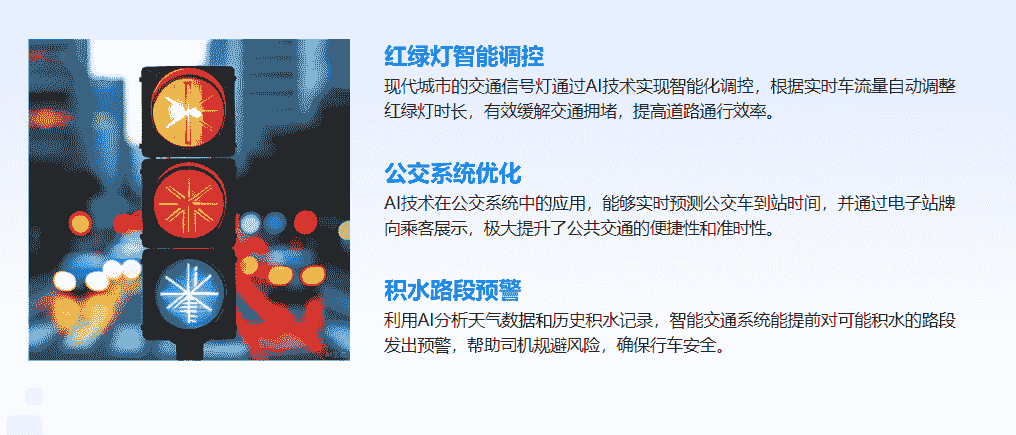 红绿灯智能调控
现代城市的交通信号灯通过AI技术实现智能化调控，根据实时车流量自动调整
红绿灯时长，有效缓解交通拥堵，提高道路通行效率。
公交系统优化
AI技术在公交系统中的应用，能够实时预测公交车到站时间，并通过电子站牌
向乘客展示，极大提升了公共交通的便捷性和准时性。
积水路段预警
利用AI分析天气数据和历史积水记录，智能交通系统能提前对可能积水的路段
发出预警，帮助司机规避风险，确保行车安全。